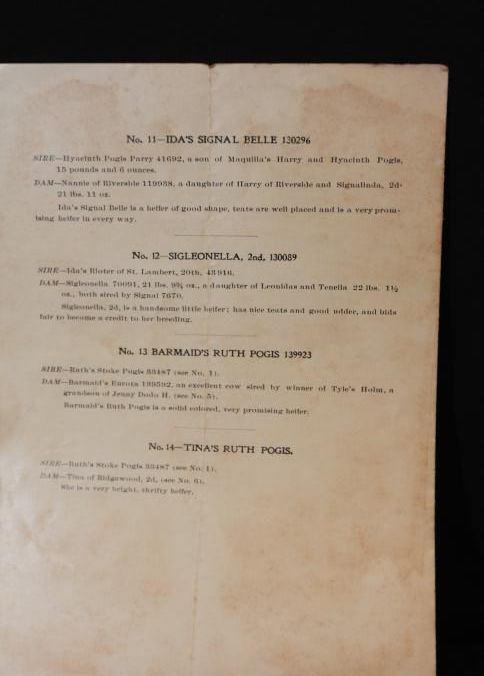 No. 11—IDA'S SIGNAL BELLE 130296
SIRE—Hyacinth Pogis Parry 41692, a son of Maquilla's Harry and Hyacinth Pogis,
15 pounds and 6 ounces.
DAM—Nannie of Riverside 119938, a daughter of Harry of Riverside and Signalinda, 2d-
21 lbs. 11 oz.
Ida's Signal Belle is a heifer of good shape, teats are well placed and is a very prom-
ising heifer in every way.
No. 12—SIGLEONELLA, 2nd, 130089
SIRE—Ida's Rioter of St. Lambert, 20th, 43916.
DAM—Sigleonella 70091, 21 lbs. 9¾ oz., a daughter of Leonidas and Tenella 22 lbs. 1½
oz., both sired by Signal 7670.
Sigleonella, 2d, is a handsome little heifer; has nice teats and good udder, and bids
fair to become a credit to her breeding.
No. 13 BARMAID'S RUTH POGIS 139923
SIRE—Ruth's Stoke Pogis 33487 (see No. 1).
DAM—Barmaid's Eurota 139592, an excellent cow sired by winner of Tyle's Holm, a
grandson of Jenny Dodo H. (see No. 5).
Barmaid's Ruth Pogis is a solid colored, very promising heifer.
No. 14—TINA'S RUTH POGIS.
SIRE—Ruth's Stoke Pogis 33487 (see No. 1).
DAM—Tina of Ridgewood, 2d, (see No. 6).
She is a very bright, thrifty heifer.